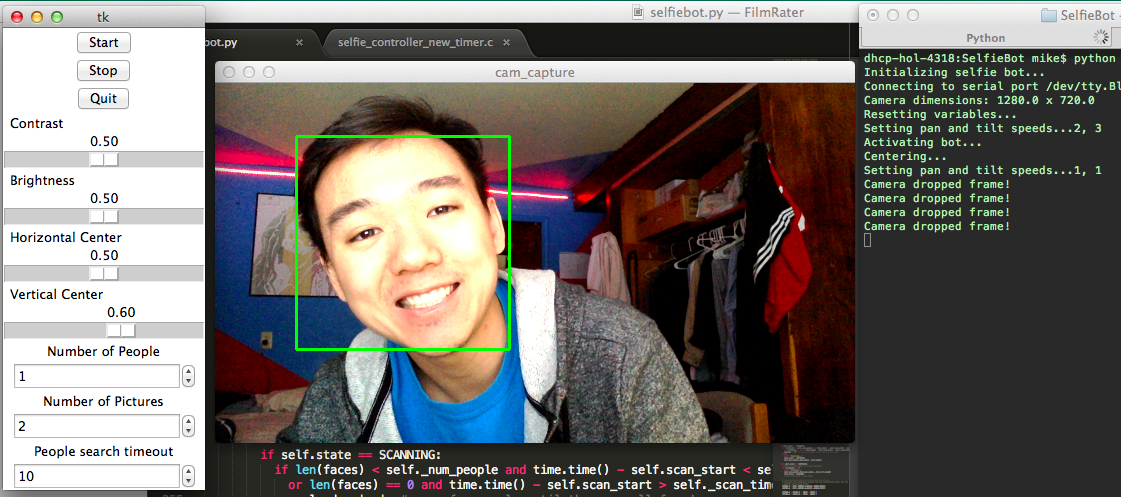 tk
Start
Stop
Quit
Contrast
0.50
Brightness
0.50
Horizontal Center
0.50
Vertical Center
0.60
Number of People
1
Number of Pictures
2
People search timeout
10
selfiebot.py — FilmRater
bot.py
selfie_controller_new_timer.c
cam_capture
if self.state == SCANNING:
if len(faces) < self._num_people and time.time() - self.scan_start < se
or len(faces) == 0 and time.time() - self.scan_start > self._scan_tim
SelfieBot
Python
dhcp-hol-4318:SelfieBot mike$ python
Initializing selfie bot...
Connecting to serial port /dev/tty.Bl
Camera dimensions: 1280.0 x 720.0
Resetting variables...
Setting pan and tilt speeds...2, 3
Activating bot...
Centering...
Setting pan and tilt speeds...1, 1
Camera dropped frame!
Camera dropped frame!
Camera dropped frame!
Camera dropped frame!